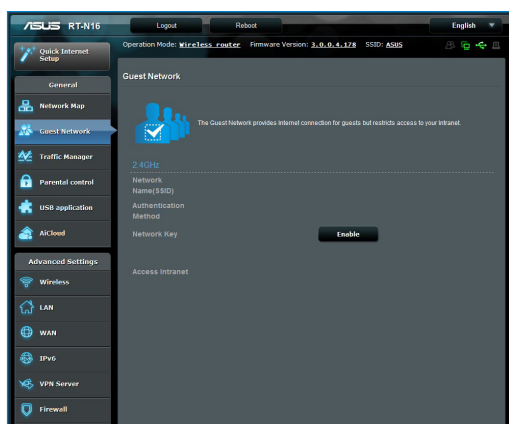 ASUS RT-N16
Logout
Reboot
English
Quick Internet
Setup
Operation Mode: Wireless router Firmware Version: 3.0.0.4.178 SSID: ASUS
General
Network Map
Guest Network
Traffic Manager
Parental control
USB application
AiCloud
Advanced Settings
Wireless
LAN
WAN
IPv6
VPN Server
Firewall
Guest Network
The Guest Network provides Internet connection for guests but restricts access to your Intranet.
2.4GHz
Network
Name(SSID)
Authentication
Method
Network Key
Enable
Access Intranet